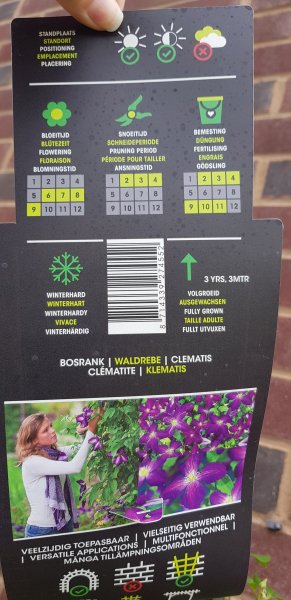 STANDPLAATS
STANDORT
POSITIONING
EMPLACEMENT
PLACERING
BLOEITIJD
BLÜTEZEIT
FLOWERING
FLORAISON
BLOMNINGSTID
1 2 3 4
5 6 7 8
9 10 11 12
SNOEITIJD
SCHNEIDEPERIODE
PRUNING PERIOD
PÉRIODE POUR TAILLER
ANSNINGSTID
1 2 3 4
5 6 7 8
9 10 11 12
BEMESTING
DÜNGUNG
FERTILISING
ENGRAIS
GÖDSLING
1 2 3 4
5 6 7 8
9 10 11 12
WINTERHARD
WINTERHART
WINTERHARDY
VIVACE
VINTERHÄRDIG
8 714339 274552
3 YRS, 3MTR
VOLGROEID
AUSGEWACHSEN
FULLY GROWN
TAILLE ADULTE
FULLT UTVUXEN
BOSRANK | WALDREBE | CLEMATIS
CLÉMATITE | KLEMATIS
VEELZIJDIG TOEPASBAAR | VIELSEITIG VERWENDBAR
| VERSATILE APPLICATIONS | MULTIFONCTIONNEL |
MÅNGA TILLÄMPNINGSOMRÅDEN